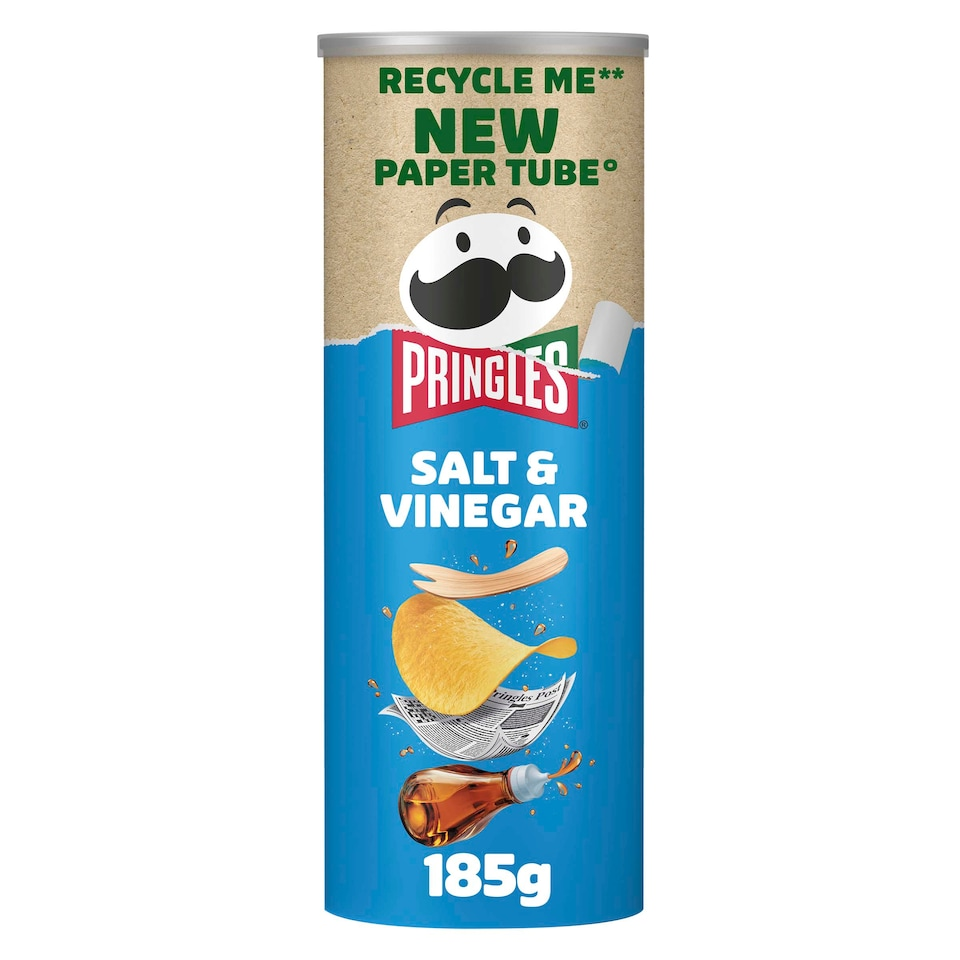 RECYCLE ME**
NEW
PAPER TUBE°
PRINGLES
®
SALT &
VINEGAR
Pringles Post
185g